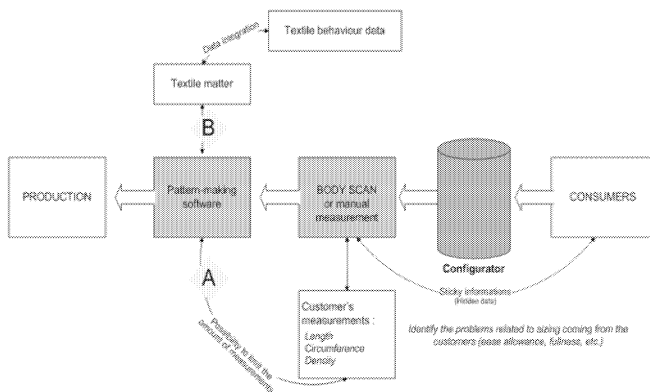 Textile behaviour data
Data integration
Textile matter
B
PRODUCTION
Pattern-making
software
BODY SCAN
or manual
measurement
CONSUMERS
Configurator
A
Sticky informations
(Hidden data)
Possibility to limit the
amount of measurements
Customer's
measurements :
Length
Circumference
Density
Identify the problems related to sizing coming from the
customers (ease allowance, fullness, etc.)